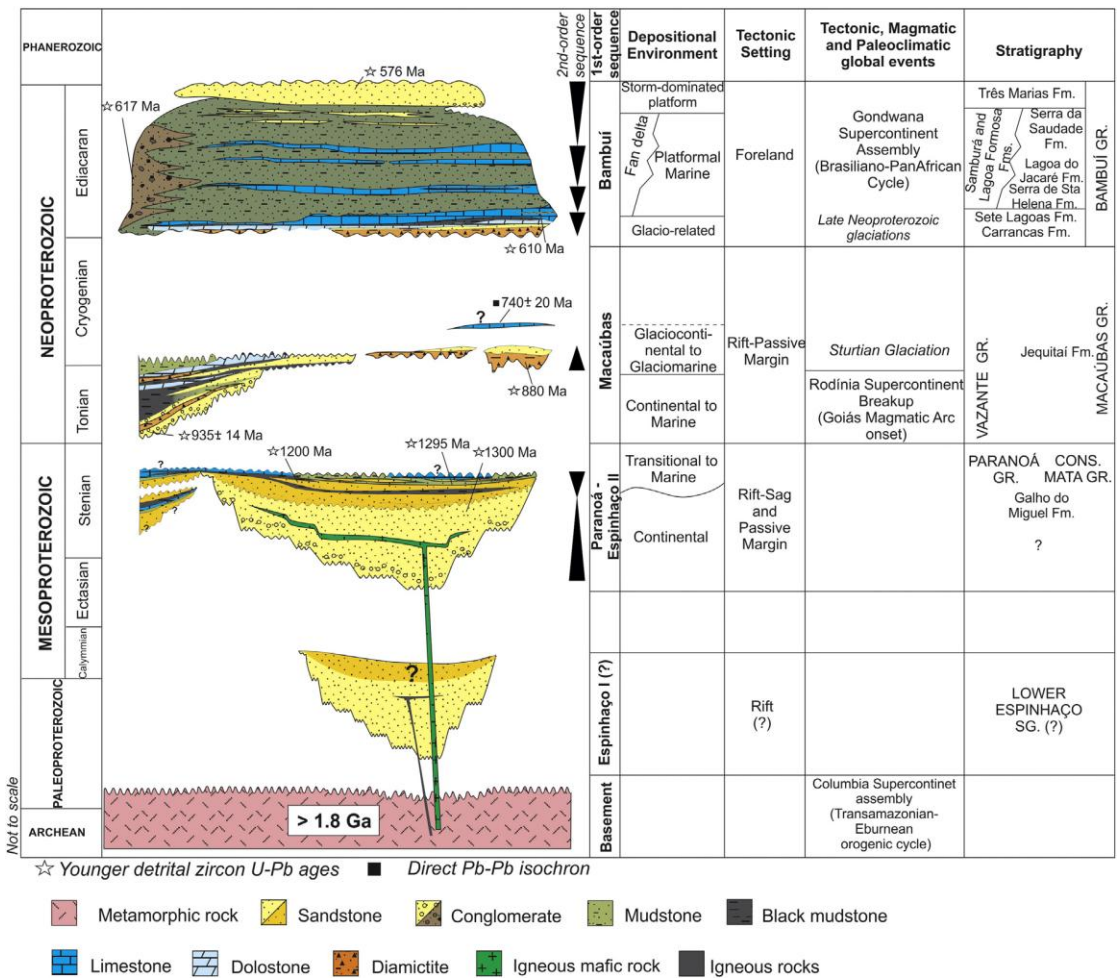 PHANEROZOIC
NEOPROTEROZOIC
Ediacaran
Cryogenian
Tonian
MESOPROTEROZOIC
Stenian
Ectasian
Calymmian
PALEOPROTEROZOIC
ARCHEAN
Not to scale
☆576 Ma
☆617 Ma
☆610 Ma
■740± 20 Ma
?
☆880 Ma
☆935± 14 Ma
☆1200 Ma
☆1295 Ma
☆1300 Ma
?
?
?
?
?
> 1.8 Ga
2nd-order
sequence
1st-order
sequence
Bambuí
Macaúbas
Paranoá -
Espinhaço II
Espinhaço I (?)
Basement
Depositional
Environment
Storm-dominated
platform
Fan delta
Platformal
Marine
Glacio-related
Glacioconti-
nental to
Glaciomarine
Continental to
Marine
Transitional to
Marine
Continental
Tectonic
Setting
Foreland
Rift-Passive
Margin
Rift-Sag
and
Passive
Margin
Rift
(?)
Tectonic, Magmatic
and Paleoclimatic
global events
Gondwana
Supercontinent
Assembly
(Brasiliano-PanAfrican
Cycle)
Late Neoproterozoic
glaciations
Sturtian Glaciation
Rodínia Supercontinent
Breakup
(Goiás Magmatic Arc
onset)
Columbia Supercontinet
assembly
(Transamazonian-
Eburnean
orogenic cycle)
Stratigraphy
Três Marias Fm.
Samburá and
Lagoa Formosa
Fms.
Serra da
Saudade
Fm.
Lagoa do
Jacaré Fm.
Serra de Sta
Helena Fm.
Sete Lagoas Fm.
Carrancas Fm.
BAMBUÍ GR.
VAZANTE GR.
Jequitaí Fm.
MACAÚBAS GR.
PARANOÁ
GR.
CONS.
MATA GR.
Galho do
Miguel Fm.
?
LOWER
ESPINHAÇO
SG. (?)
☆ Younger detrital zircon U-Pb ages ■ Direct Pb-Pb isochron
Metamorphic rock
Sandstone
Conglomerate
Mudstone
Black mudstone
Limestone
Dolostone
Diamictite
Igneous mafic rock
Igneous rocks